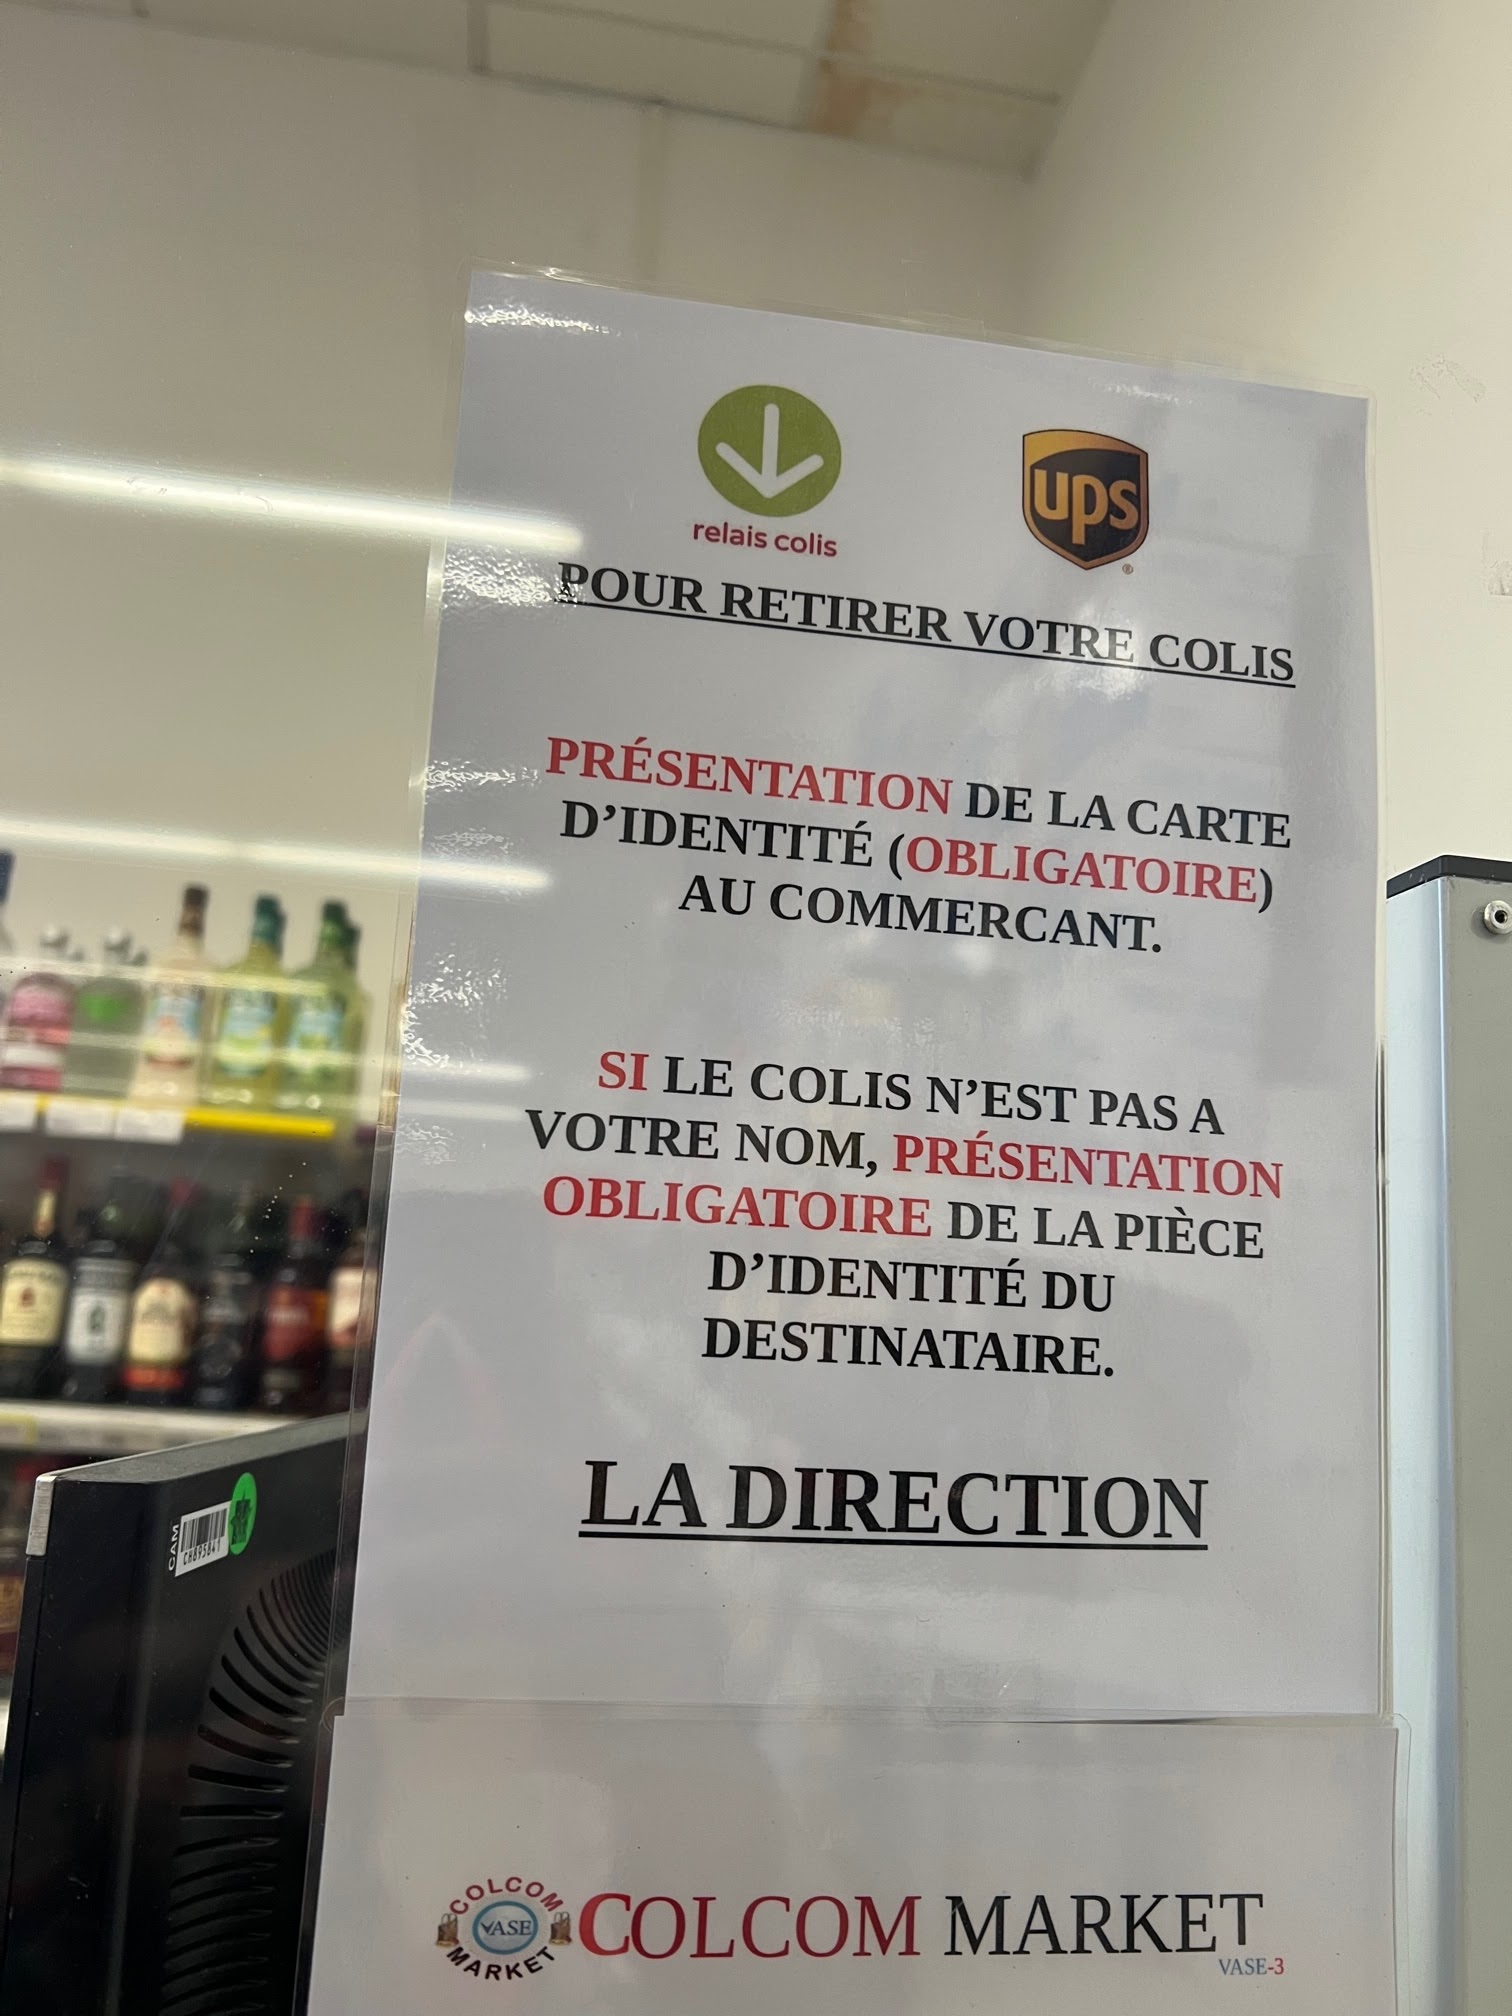 relais colis
ups
POUR RETIRER VOTRE COLIS
PRÉSENTATION DE LA CARTE
D'IDENTITÉ (OBLIGATOIRE)
AU COMMERCANT.
SI LE COLIS N'EST PAS A
VOTRE NOM, PRÉSENTATION
OBLIGATOIRE DE LA PIÈCE
D'IDENTITÉ DU
DESTINATAIRE.
LA DIRECTION
CAM
COLCOM
VASE
MARKET
COLCOM MARKET
VASE-3